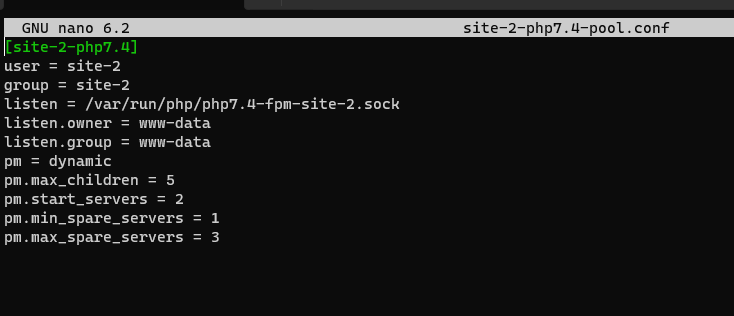 GNU nano 6.2 site-2-php7.4-pool.conf
[site-2-php7.4]
user = site-2
group = site-2
listen = /var/run/php/php7.4-fpm-site-2.sock
listen.owner = www-data
listen.group = www-data
pm = dynamic
pm.max_children = 5
pm.start_servers = 2
pm.min_spare_servers = 1
pm.max_spare_servers = 3